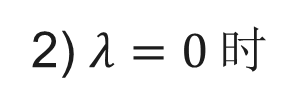 2) λ = 0 时